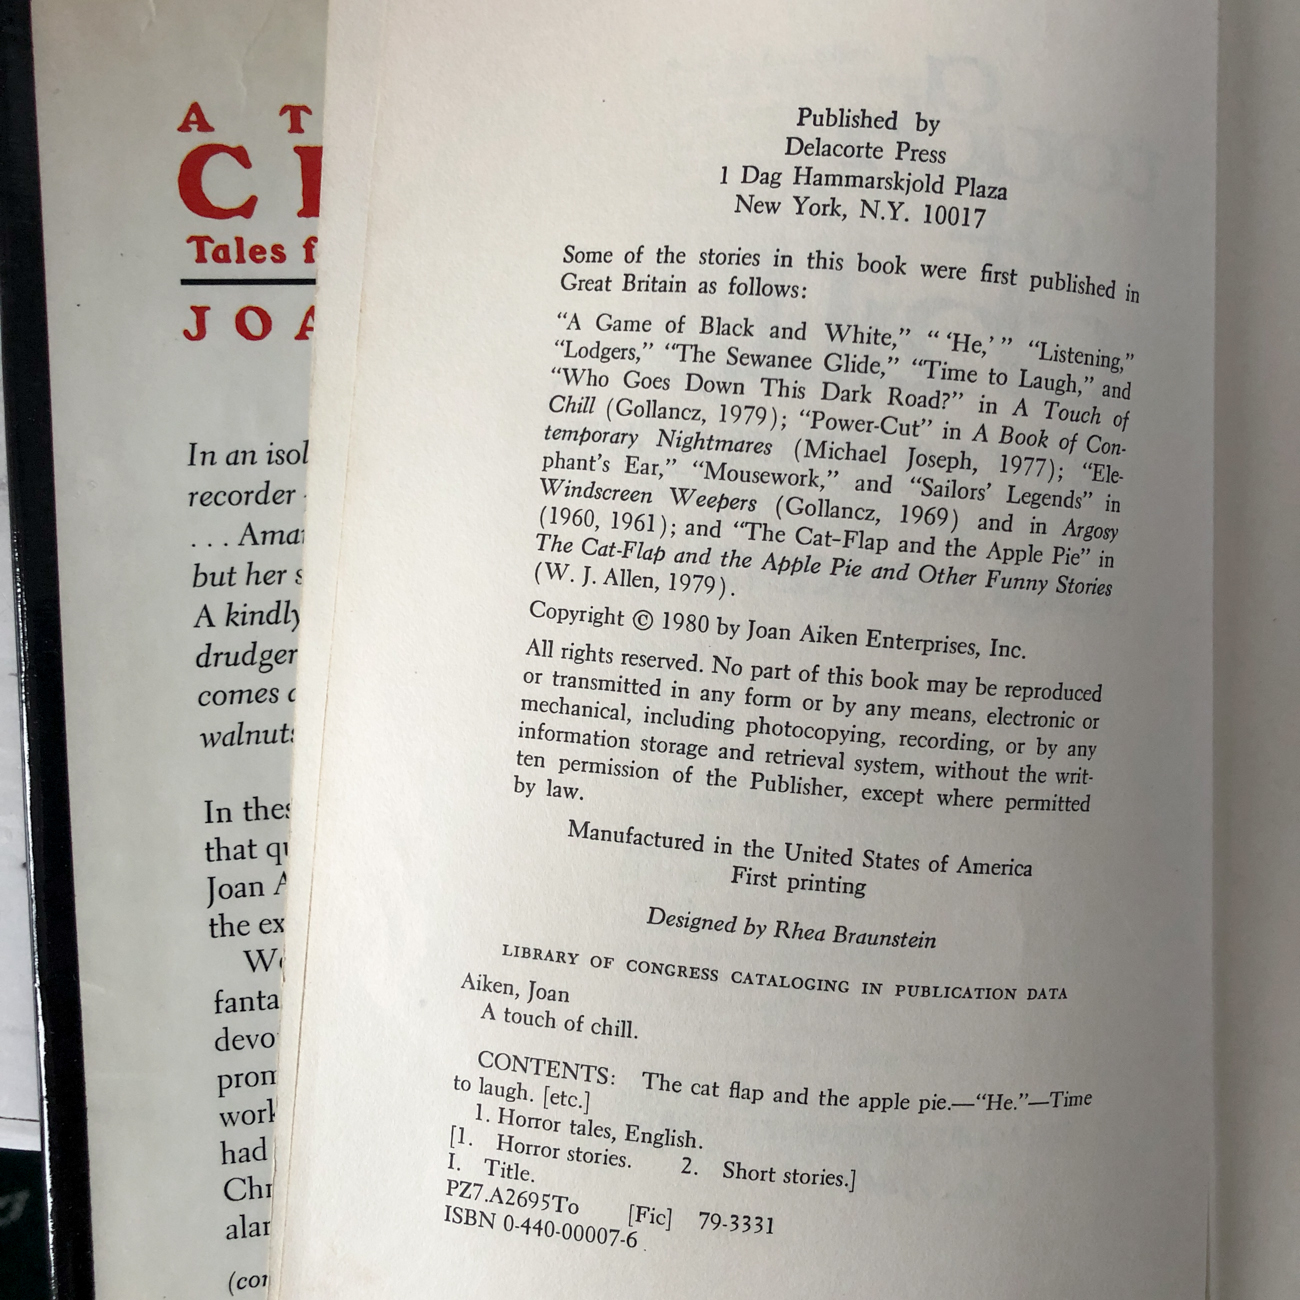 A T
C
Tales f
JOA
In an isol
recorder
... Ama
but her s
A kindly
drudger
comes
walnuts
In thes
that qu
Joan A
the ex
We
fanta
devo
prom
work
had
Chr
alar
(con
Published by
Delacorte Press
1 Dag Hammarskjold Plaza
New York, N.Y. 10017
Some of the stories in this book were first published in
Great Britain as follows:
“A Game of Black and White,” “ ‘He,’ ” “Listening,”
“Lodgers,” “The Sewanee Glide,” “Time to Laugh,” and
“Who Goes Down This Dark Road?” in A Touch of
Chill (Gollancz, 1979); “Power-Cut” in A Book of Con-
temporary Nightmares (Michael Joseph, 1977); “Ele-
phant’s Ear,” “Mousework,” and “Sailors’ Legends” in
Windscreen Weepers (Gollancz, 1969) and in Argosy
(1960, 1961); and “The Cat-Flap and the Apple Pie” in
The Cat-Flap and the Apple Pie and Other Funny Stories
(W. J. Allen, 1979).
Copyright © 1980 by Joan Aiken Enterprises, Inc.
All rights reserved. No part of this book may be reproduced
or transmitted in any form or by any means, electronic or
mechanical, including photocopying, recording, or by any
information storage and retrieval system, without the writ-
ten permission of the Publisher, except where permitted
by law.
Manufactured in the United States of America
First printing
Designed by Rhea Braunstein
LIBRARY OF CONGRESS CATALOGING IN PUBLICATION DATA
Aiken, Joan
A touch of chill.
CONTENTS: The cat flap and the apple pie.—“He.”—Time
to laugh. [etc.]
1. Horror tales, English.
[1. Horror stories. 2. Short stories.]
I. Title.
PZ7.A2695To [Fic] 79-3331
ISBN 0-440-00007-6